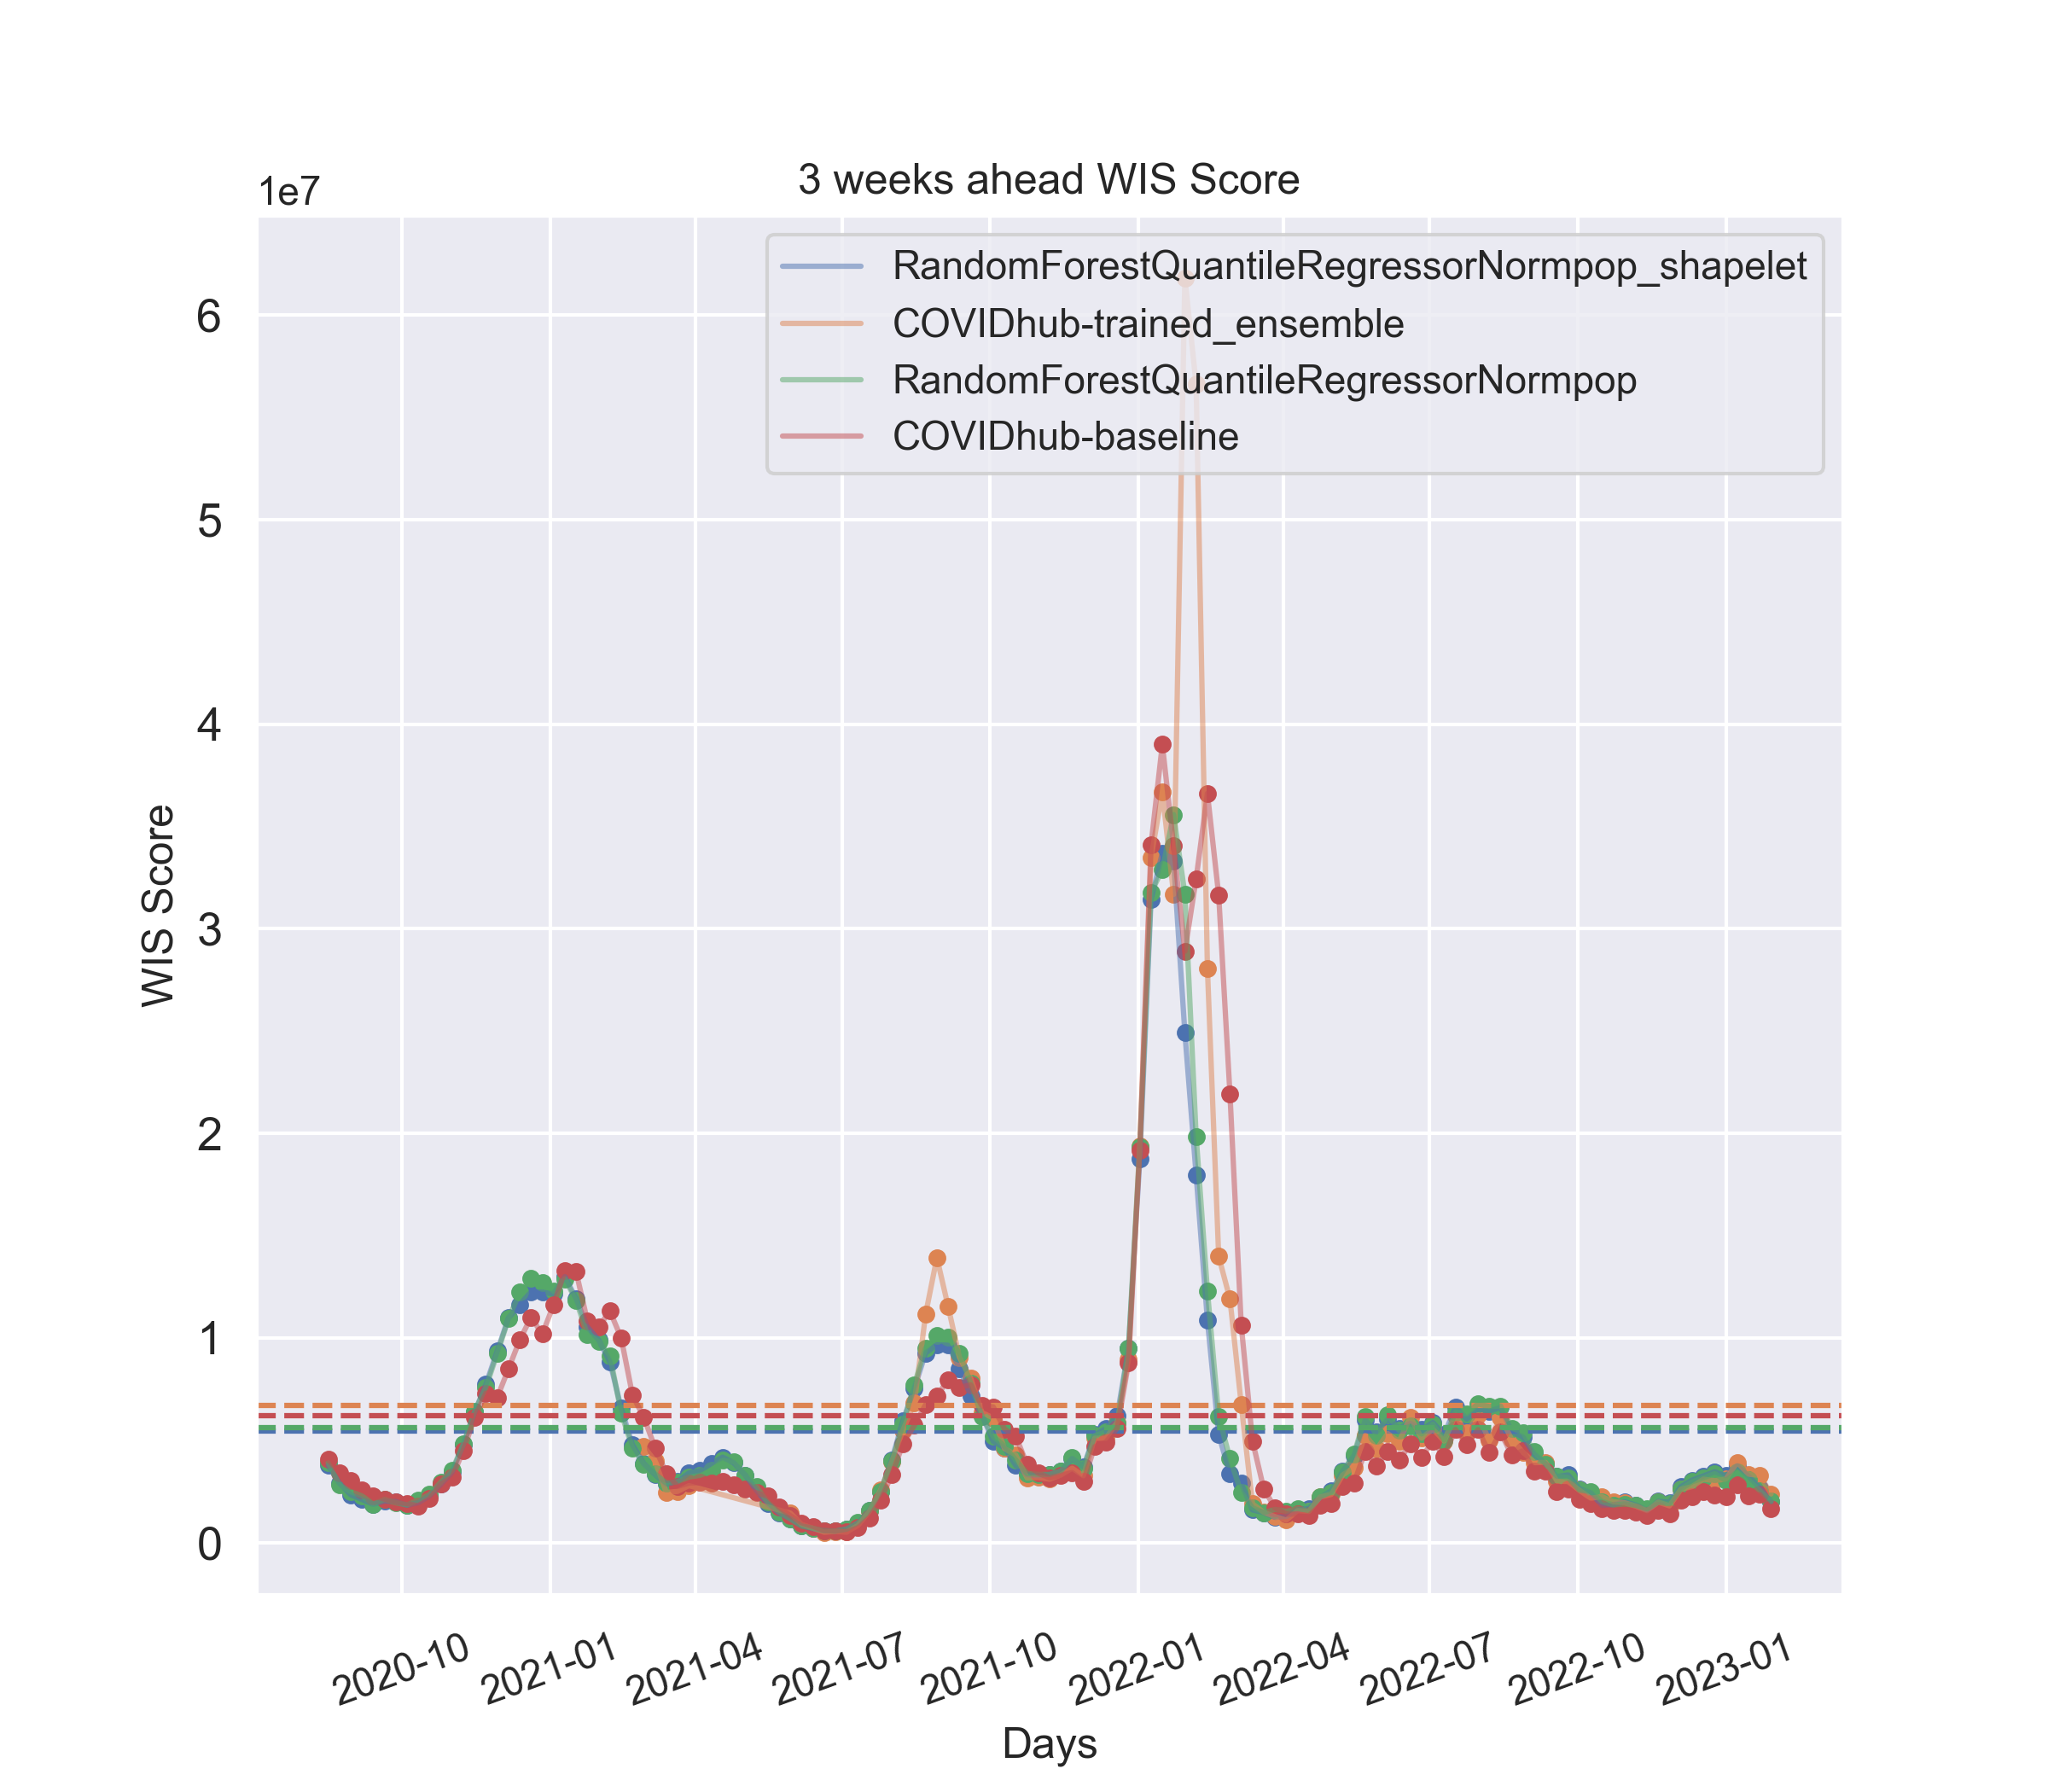 3 weeks ahead WIS Score
1e7
RandomForestQuantileRegressorNormpop_shapelet
COVIDhub-trained_ensemble
RandomForestQuantileRegressorNormpop
COVIDhub-baseline
6
5
4
3
2
1
0
WIS Score
2020-10
2021-01
2021-04
2021-07
2021-10
2022-01
2022-04
2022-07
2022-10
2023-01
Days